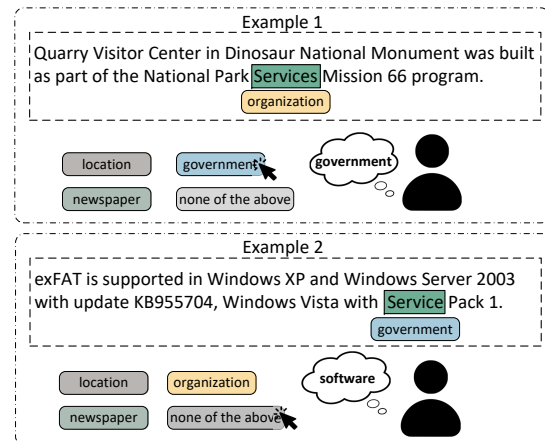 Example 1
Quarry Visitor Center in Dinosaur National Monument was built
as part of the National Park Services Mission 66 program.
organization
location government government
newspaper none of the above
Example 2
exFAT is supported in Windows XP and Windows Server 2003
with update KB955704, Windows Vista with Service Pack 1.
government
location organization software
newspaper none of the above